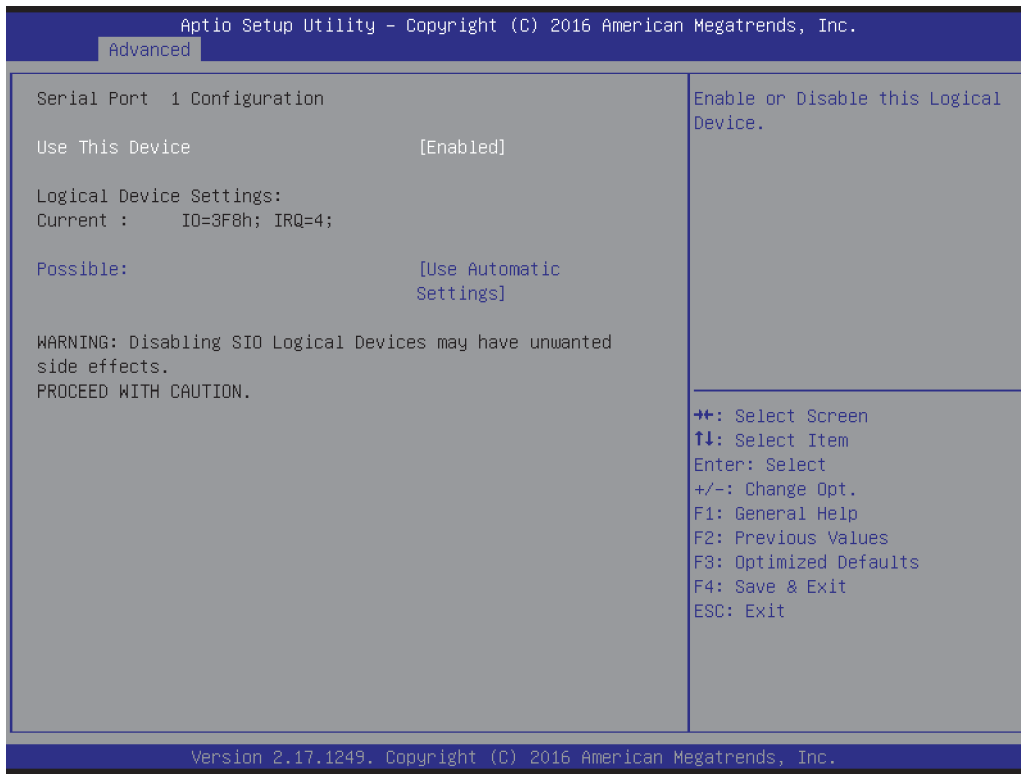 Aptio Setup Utility – Copyright (C) 2016 American Megatrends, Inc.
Advanced
Serial Port 1 Configuration
Use This Device [Enabled]
Logical Device Settings:
Current : IO=3F8h; IRQ=4;
Possible: [Use Automatic
Settings]
WARNING: Disabling SIO Logical Devices may have unwanted
side effects.
PROCEED WITH CAUTION.
Enable or Disable this Logical
Device.
→←: Select Screen
↑↓: Select Item
Enter: Select
+/-: Change Opt.
F1: General Help
F2: Previous Values
F3: Optimized Defaults
F4: Save & Exit
ESC: Exit
Version 2.17.1249. Copyright (C) 2016 American Megatrends, Inc.